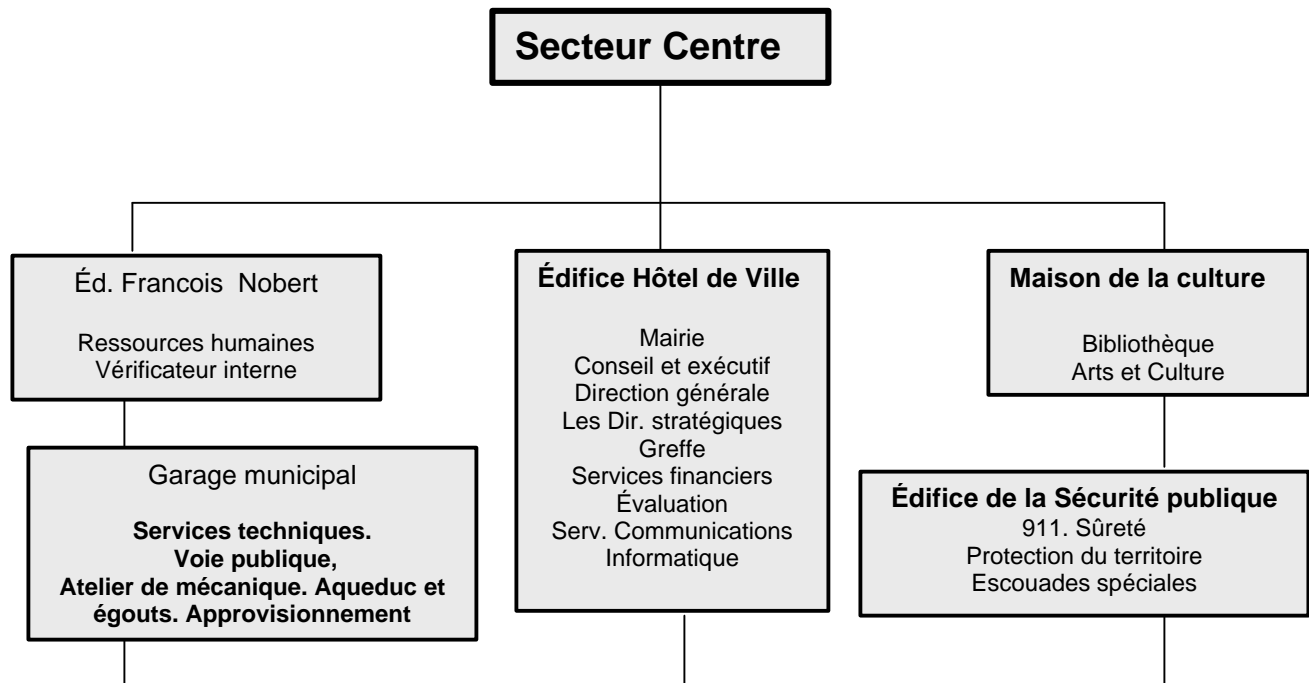 Secteur Centre
Éd. Francois Nobert
Ressources humaines
Vérificateur interne
Garage municipal
Services techniques.
Voie publique,
Atelier de mécanique. Aqueduc et
égouts. Approvisionnement
Édifice Hôtel de Ville
Mairie
Conseil et exécutif
Direction générale
Les Dir. stratégiques
Greffe
Services financiers
Évaluation
Serv. Communications
Informatique
Maison de la culture
Bibliothèque
Arts et Culture
Édifice de la Sécurité publique
911. Sûreté
Protection du territoire
Escouades spéciales